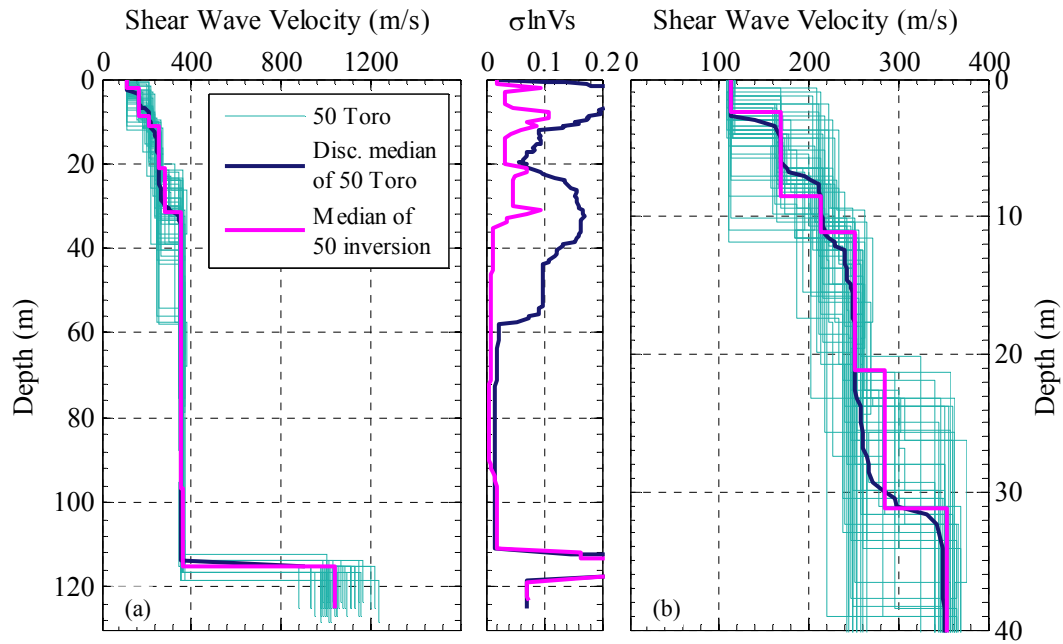 Shear Wave Velocity (m/s)
σlnVs
Shear Wave Velocity (m/s)
0 400 800 1200
0 0.1 0.2
0 100 200 300 400
50 Toro
Disc. median
of 50 Toro
Median of
50 inversion
Depth (m)
0
20
40
60
80
100
120
(a)
(b)
0
10
20
30
40
Depth (m)